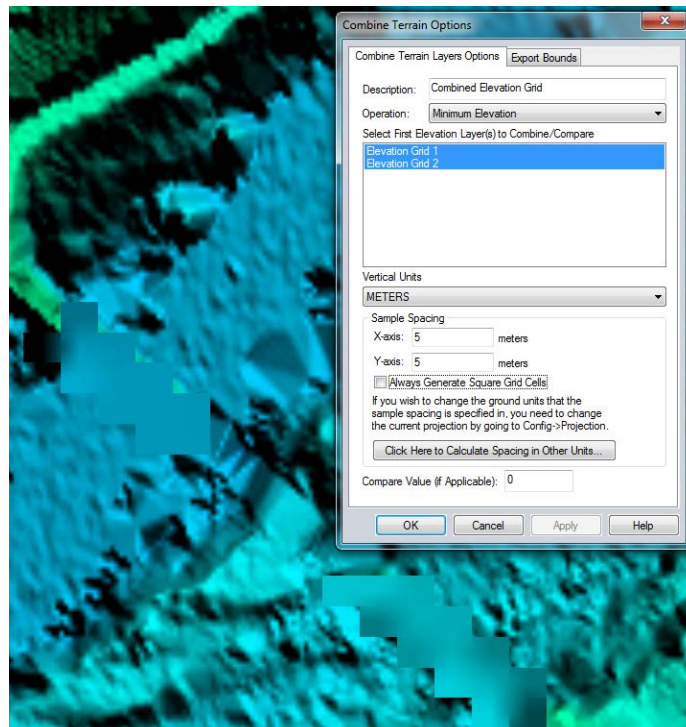 Combine Terrain Options
Combine Terrain Layers Options
Export Bounds
Description: Combined Elevation Grid
Operation: Minimum Elevation
Select First Elevation Layer(s) to Combine/Compare
Elevation Grid 1
Elevation Grid 2
Vertical Units
METERS
Sample Spacing
X-axis: 5 meters
Y-axis: 5 meters
Always Generate Square Grid Cells
If you wish to change the ground units that the
sample spacing is specified in, you need to change
the current projection by going to Config->Projection.
Click Here to Calculate Spacing in Other Units...
Compare Value (if Applicable): 0
OK Cancel Apply Help